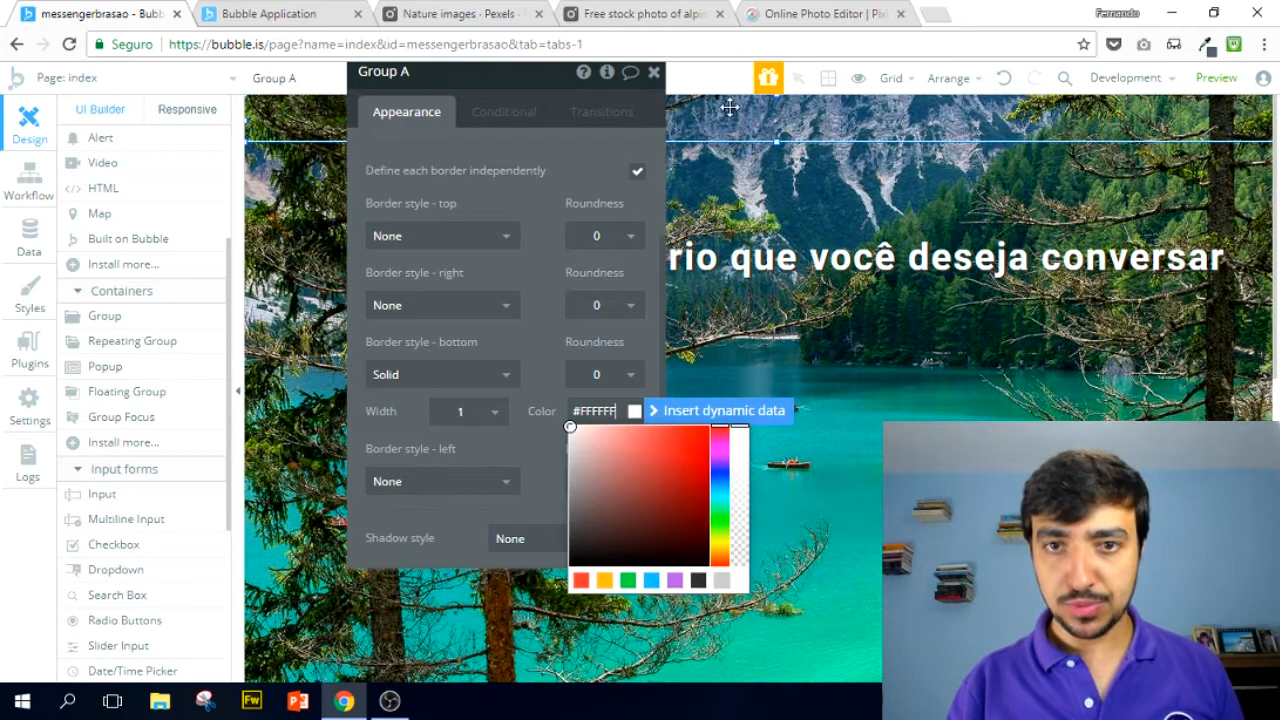 messengerbrasao - Bubb
Bubble Application
Nature images · Pexels ·
Free stock photo of alpin
Online Photo Editor | Pixl
Fernando
Seguro
https://bubble.is/page?name=index&id=messengerbrasao&tab=tabs-1
Page: index
Group A
Group A
Grid
Arrange
Development
Preview
Design
Workflow
Data
Styles
Plugins
Settings
Logs
UI Builder
Responsive
Alert
Video
HTML
Map
Built on Bubble
Install more...
Containers
Group
Repeating Group
Popup
Floating Group
Group Focus
Install more...
Input forms
Input
Multiline Input
Checkbox
Dropdown
Search Box
Radio Buttons
Slider Input
Date/Time Picker
Appearance
Conditional
Transitions
Define each border independently
Border style - top
Roundness
None
0
Border style - right
Roundness
None
0
Border style - bottom
Roundness
Solid
0
Width
1
Color
#FFFFFF
Insert dynamic data
Border style - left
None
Shadow style
None
rio que você deseja conversar
Fw